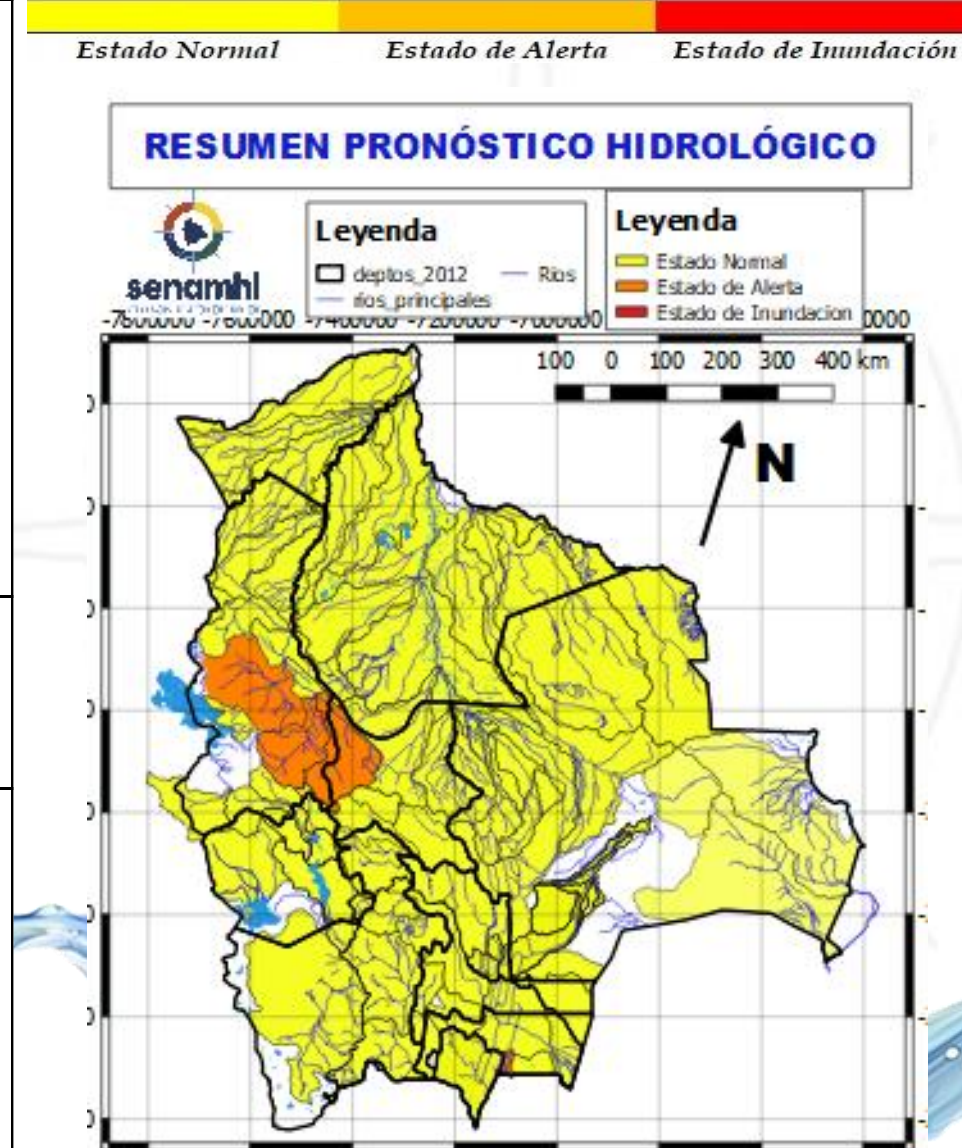 Estado Normal Estado de Alerta Estado de Inundación
RESUMEN PRONÓSTICO HIDROLÓGICO
senamhi
Leyenda
deptos_2012 Rios
rios_principales
Leyenda
Estado Normal
Estado de Alerta
Estado de Inundacion
-7800000 -7600000 -7400000 -7200000 -7000000
100 0 100 200 300 400 km
N